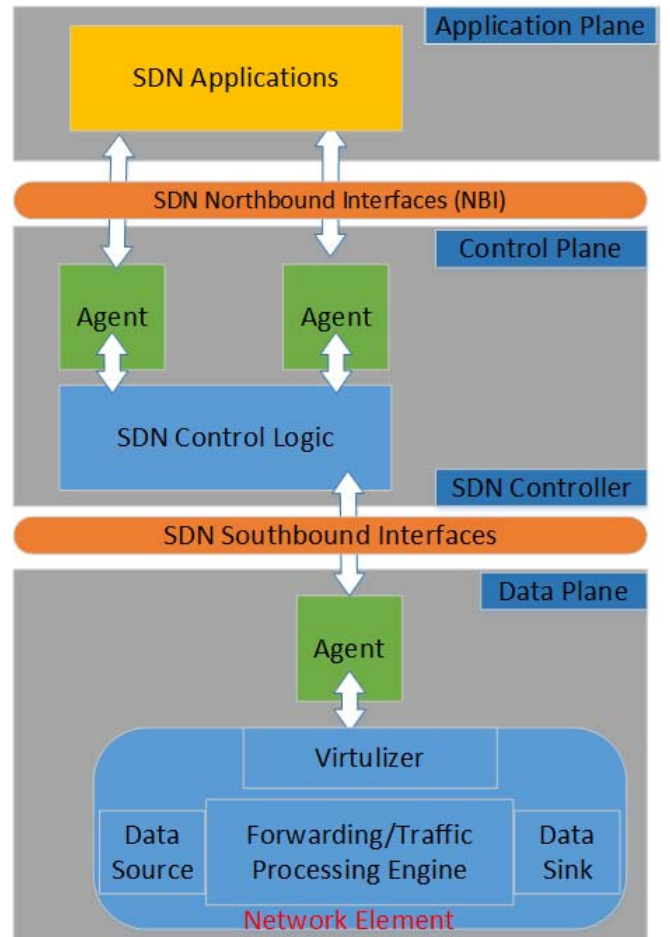 Application Plane
SDN Applications
SDN Northbound Interfaces (NBI)
Control Plane
Agent
Agent
SDN Control Logic
SDN Controller
SDN Southbound Interfaces
Data Plane
Agent
Virtulizer
Data
Source
Forwarding/Traffic
Processing Engine
Data
Sink
Network Element